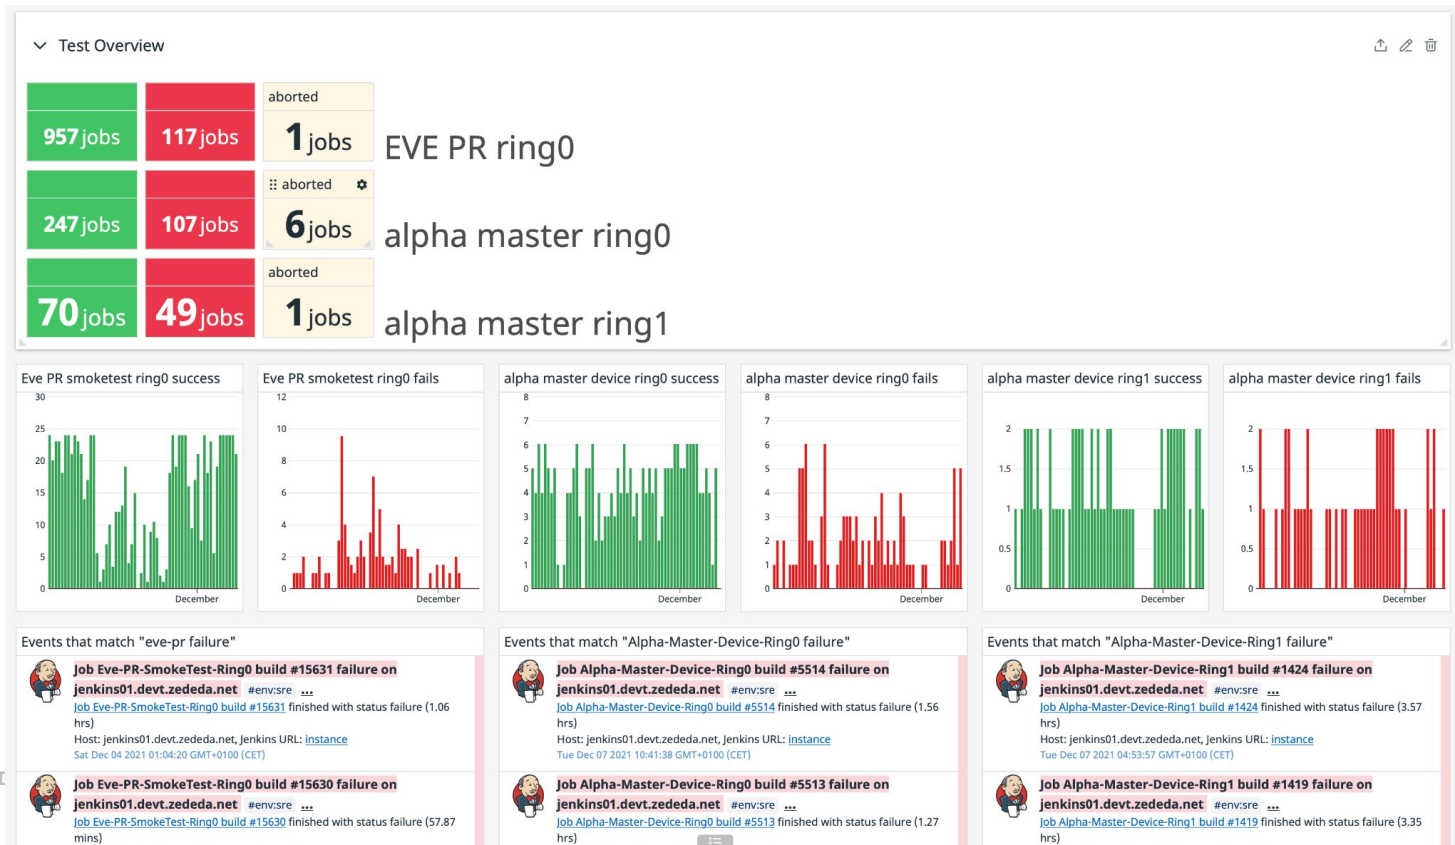 Test Overview
957 jobs
117 jobs
aborted
1 jobs
EVE PR ring0
247 jobs
107 jobs
aborted
6 jobs
alpha master ring0
70 jobs
49 jobs
aborted
1 jobs
alpha master ring1
Eve PR smoketest ring0 success
30
25
20
15
10
5
0
December
Eve PR smoketest ring0 fails
12
10
8
6
4
2
0
December
alpha master device ring0 success
8
7
6
5
4
3
2
1
0
December
alpha master device ring0 fails
8
7
6
5
4
3
2
1
0
December
alpha master device ring1 success
2
1.5
1
0.5
0
December
alpha master device ring1 fails
2
1.5
1
0.5
0
December
Events that match "eve-pr failure"
Job Eve-PR-SmokeTest-Ring0 build #15631 failure on
jenkins01.devt.zededa.net #env:sre ...
Job Eve-PR-SmokeTest-Ring0 build #15631 finished with status failure (1.06
hrs)
Host: jenkins01.devt.zededa.net, Jenkins URL: instance
Sat Dec 04 2021 01:04:20 GMT+0100 (CET)
Job Eve-PR-SmokeTest-Ring0 build #15630 failure on
jenkins01.devt.zededa.net #env:sre ...
Job Eve-PR-SmokeTest-Ring0 build #15630 finished with status failure (57.87
mins)
Events that match "Alpha-Master-Device-Ring0 failure"
Job Alpha-Master-Device-Ring0 build #5514 failure on
jenkins01.devt.zededa.net #env:sre ...
Job Alpha-Master-Device-Ring0 build #5514 finished with status failure (1.56
hrs)
Host: jenkins01.devt.zededa.net, Jenkins URL: instance
Tue Dec 07 2021 10:41:38 GMT+0100 (CET)
Job Alpha-Master-Device-Ring0 build #5513 failure on
jenkins01.devt.zededa.net #env:sre ...
Job Alpha-Master-Device-Ring0 build #5513 finished with status failure (1.27
hrs)
Events that match "Alpha-Master-Device-Ring1 failure"
Job Alpha-Master-Device-Ring1 build #1424 failure on
jenkins01.devt.zededa.net #env:sre ...
Job Alpha-Master-Device-Ring1 build #1424 finished with status failure (3.57
hrs)
Host: jenkins01.devt.zededa.net, Jenkins URL: instance
Tue Dec 07 2021 04:53:57 GMT+0100 (CET)
Job Alpha-Master-Device-Ring1 build #1419 failure on
jenkins01.devt.zededa.net #env:sre ...
Job Alpha-Master-Device-Ring1 build #1419 finished with status failure (3.35
hrs)